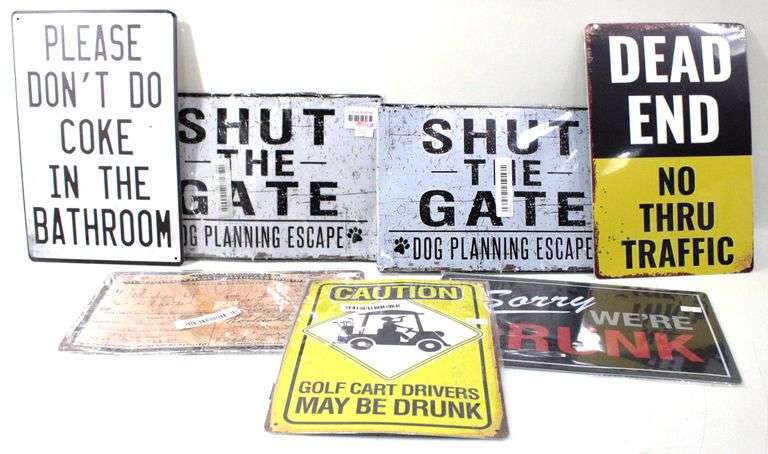 PLEASE
DON'T DO
COKE
IN THE
BATHROOM
SHUT
THE
GATE
DOG PLANNING ESCAPE
SHUT
THE
GATE
DOG PLANNING ESCAPE
DEAD
END
NO
THRU
TRAFFIC
CAUTION
GOLF CART DRIVERS
MAY BE DRUNK
Sorry
WE'RE
RUNK